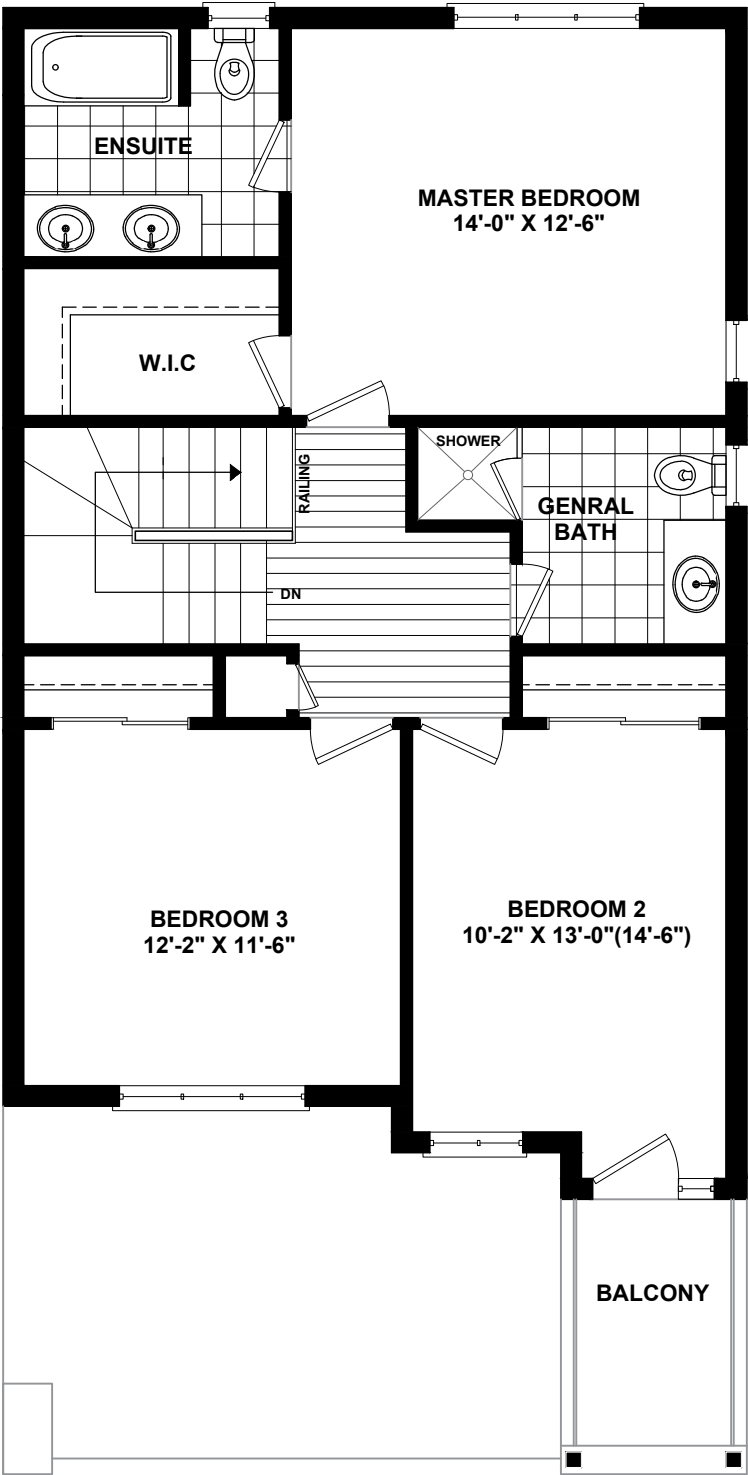 ENSUITE
MASTER BEDROOM
14'-0" X 12'-6"
W.I.C
SHOWER
RAILING
GENRAL
BATH
DN
BEDROOM 3
12'-2" X 11'-6"
BEDROOM 2
10'-2" X 13'-0"(14'-6")
BALCONY